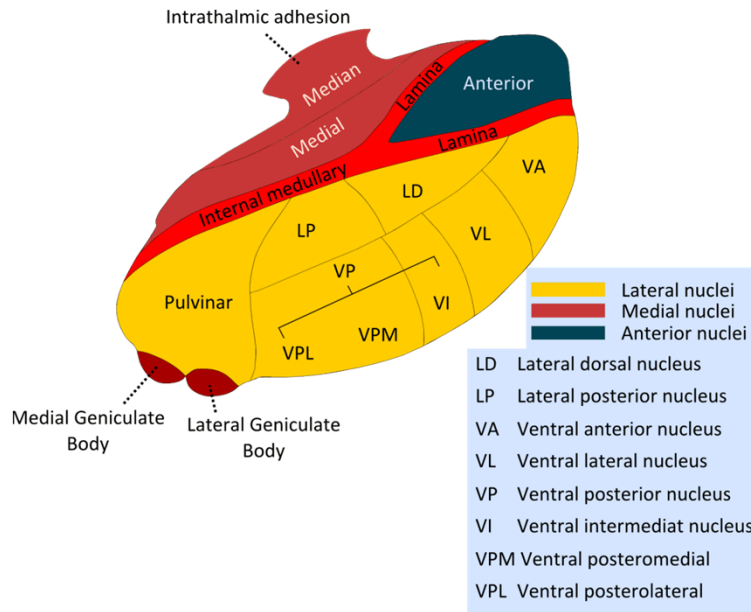 Intrathalmic adhesion
Median
Medial
Lamina
Anterior
Internal medullary
Lamina
VA
LD
LP
VL
VP
VI
Pulvinar
VPM
VPL
Medial Geniculate
Body
Lateral Geniculate
Body
Lateral nuclei
Medial nuclei
Anterior nuclei
LD Lateral dorsal nucleus
LP Lateral posterior nucleus
VA Ventral anterior nucleus
VL Ventral lateral nucleus
VP Ventral posterior nucleus
VI Ventral intermediat nucleus
VPM Ventral posteromedial
VPL Ventral posterolateral